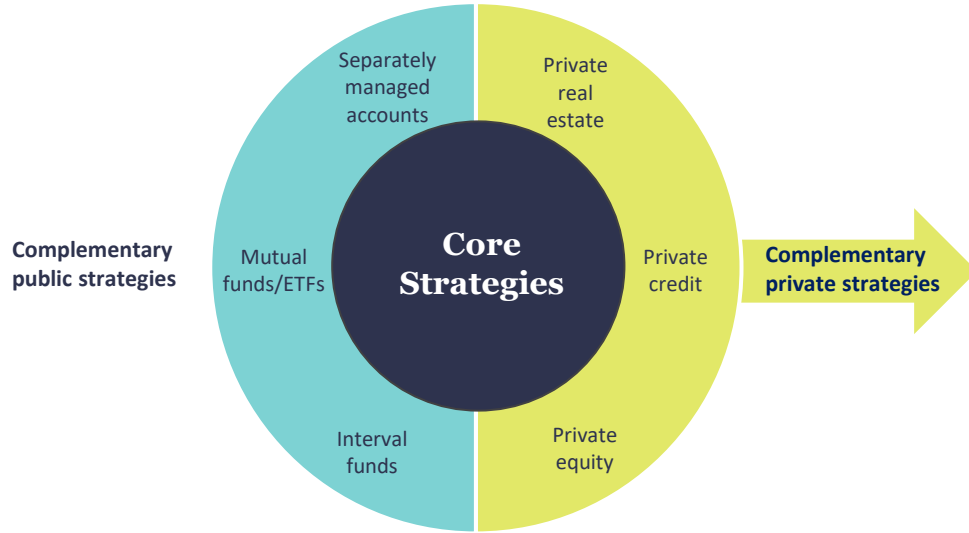 Separately
managed
accounts
Private
real
estate
Complementary
public strategies
Mutual
funds/ETFs
Core
Strategies
Private
credit
Complementary
private strategies
Interval
funds
Private
equity